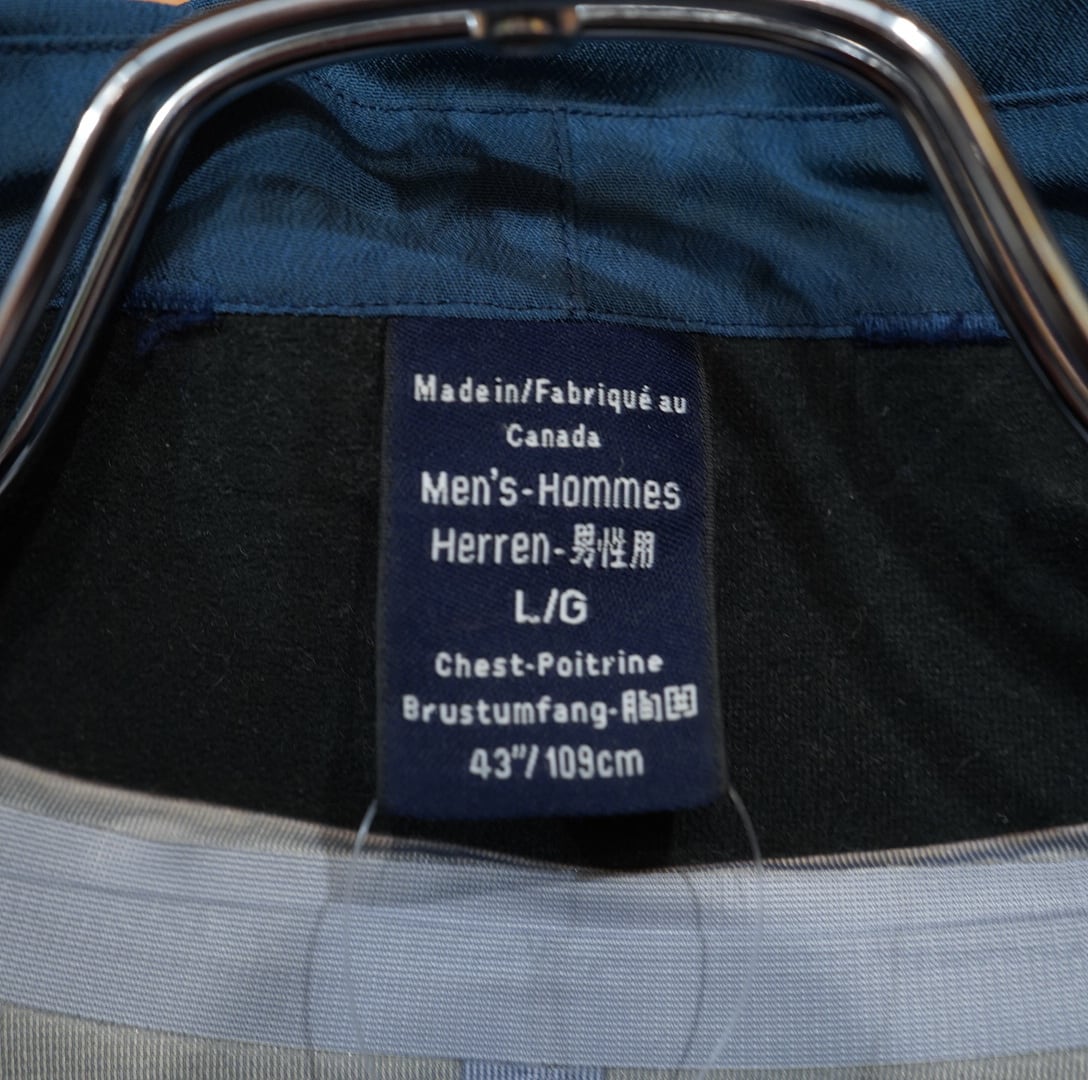 Made in/Fabriqué au
Canada
Men's-Hommes
Herren-男性用
L/G
Chest-Poitrine
Brustumfang-胸囲
43"/109cm